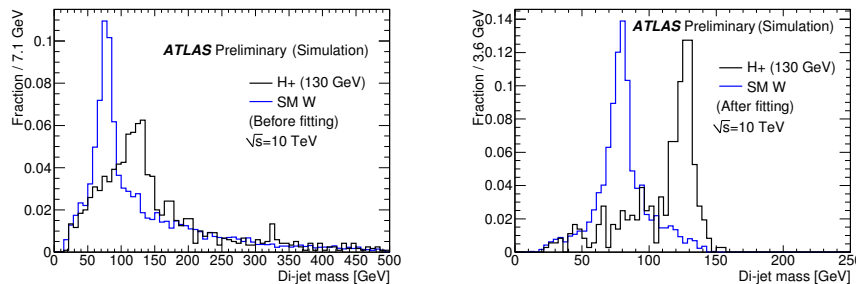 Fraction / 7.1 GeV
0.1
0.08
0.06
0.04
0.02
0
ATLAS Preliminary (Simulation)
H+ (130 GeV)
SM W
(Before fitting)
√s=10 TeV
0 50 100 150 200 250 300 350 400 450 500
Di-jet mass [GeV]
Fraction / 3.6 GeV
0.14
0.12
0.1
0.08
0.06
0.04
0.02
0
ATLAS Preliminary (Simulation)
H+ (130 GeV)
SM W
(After fitting)
√s=10 TeV
0 50 100 150 200 250
Di-jet mass [GeV]